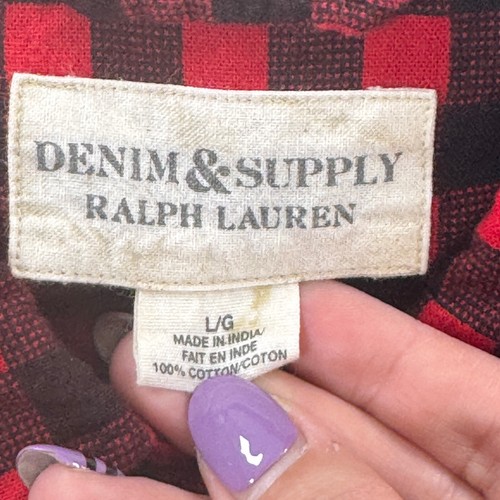 DENIM & SUPPLY
RALPH LAUREN
L/G
MADE IN INDIA/
FAIT EN INDE
100% COTTON/COTON